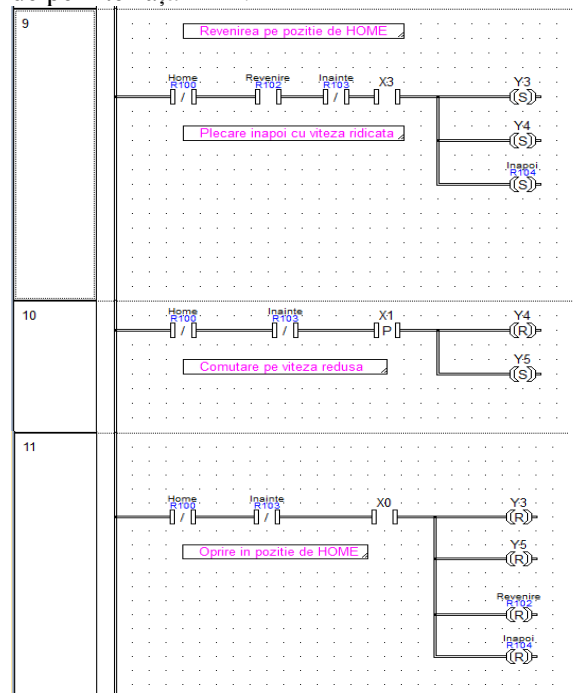 9
Revenirea pe pozitie de HOME
Home Revenire Inainte X3 Y3
R100 R102 R103
/ / S
Plecare inapoi cu viteza ridicata
Y4
S
Inapoi
R104
S
10
Home Inainte X1 Y4
R100 R103
/ / P R
Comutare pe viteza redusa
Y5
S
11
Home Inainte X0 Y3
R100 R103
/ / R
Oprire in pozitie de HOME
Y5
R
Revenire
R102
R
Inapoi
R104
R